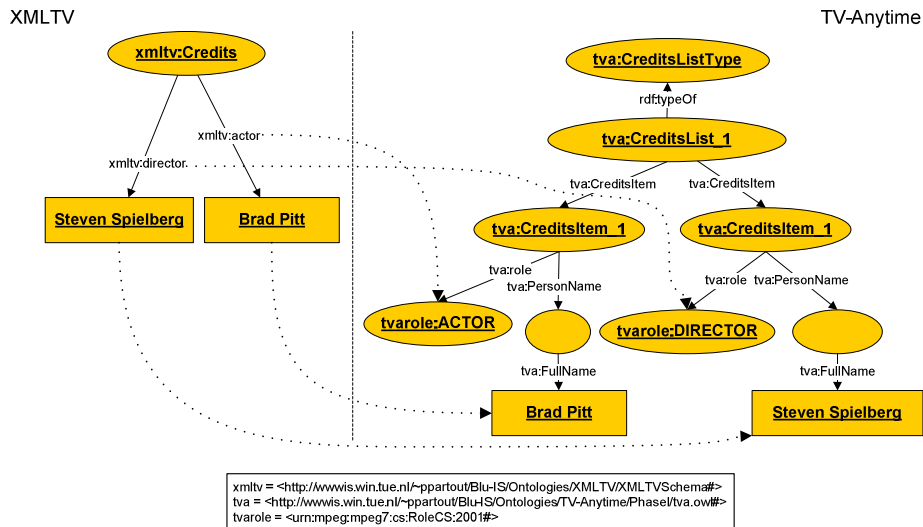 XMLTV
TV-Anytime
xmltv:Credits
tva:CreditsListType
rdf:typeOf
xmltv:actor
tva:CreditsList_1
xmltv:director
tva:CreditsItem
tva:CreditsItem
Steven Spielberg
Brad Pitt
tva:CreditsItem_1
tva:CreditsItem_1
tva:role
tva:PersonName
tva:role
tva:PersonName
tvarole:ACTOR
tvarole:DIRECTOR
tva:FullName
tva:FullName
Brad Pitt
Steven Spielberg
xmltv = <http://wwwis.win.tue.nl/~ppartout/Blu-IS/Ontologies/XMLTV/XMLTVSchema#>
tva = <http://wwwis.win.tue.nl/~ppartout/Blu-IS/Ontologies/TV-Anytime/PhaseI/tva.owl#>
tvarole = <urn:mpeg:mpeg7:cs:RoleCS:2001#>